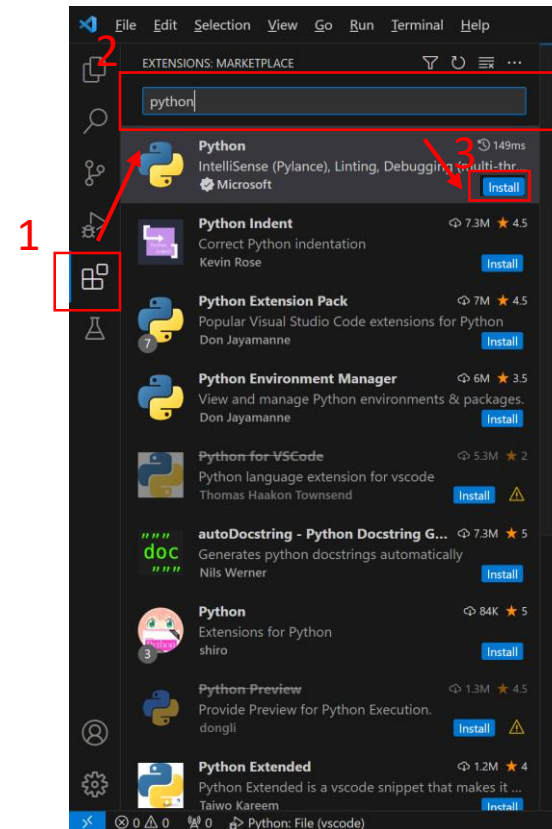 File Edit Selection View Go Run Terminal Help
2
EXTENSIONS: MARKETPLACE
python
Python 149ms
3
IntelliSense (Pylance), Linting, Debugging (multi-thr...
Microsoft Install
1
Python Indent 7.3M 4.5
Correct Python indentation
Kevin Rose Install
Python Extension Pack 7M 4.5
Popular Visual Studio Code extensions for Python
7 Don Jayamanne Install
Python Environment Manager 6M 3.5
View and manage Python environments & packages.
Don Jayamanne Install
Python for VSCode 5.3M 2
Python language extension for vscode
Thomas Haakon Townsend Install
autoDocstring - Python Docstring G... 7.3M 5
""" doc """
Generates python docstrings automatically
Nils Werner Install
Python 84K 5
Extensions for Python
3 shiro Install
Python Preview 1.3M 4.5
Provide Preview for Python Execution.
dongli Install
Python Extended 1.2M 4
Python Extended is a vscode snippet that makes it ...
Taiwo Kareem Install
0 0 0 Python: File (vscode)